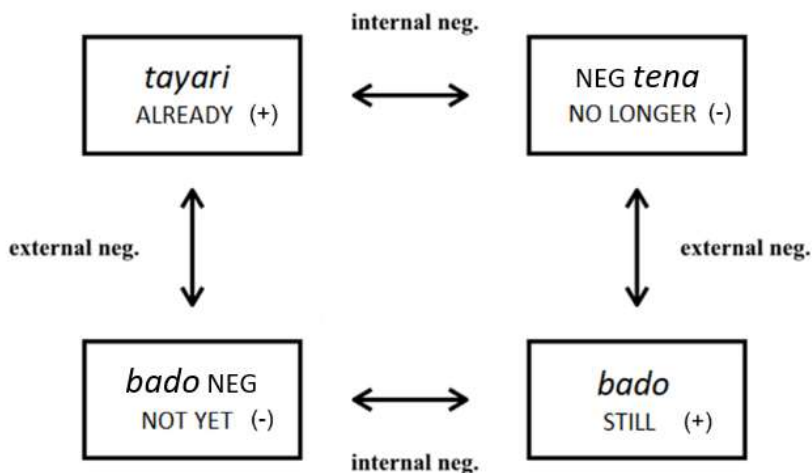 internal neg.
tayari
ALREADY (+)
NEG tena
NO LONGER (-)
external neg.
external neg.
bado NEG
NOT YET (-)
bado
STILL (+)
internal neg.